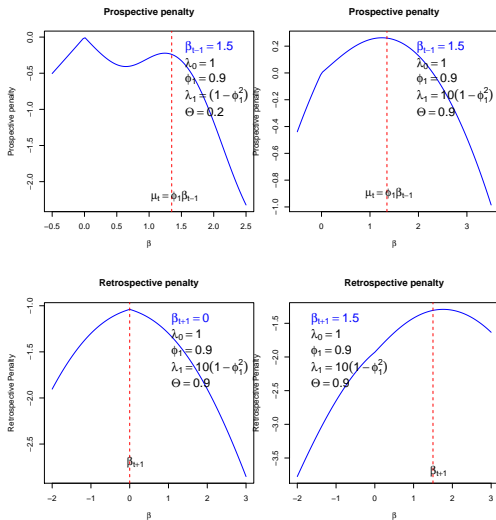 Prospective penalty
β_{t−1} = 1.5
λ_0 = 1
ϕ_1 = 0.9
λ_1 = (1−ϕ_1^2)
Θ = 0.2
μ_t = ϕ_1β_{t−1}
Prospective penalty
0.0
−0.5
−1.0
−1.5
−2.0
−0.5 0.0 0.5 1.0 1.5 2.0 2.5
β
Prospective penalty
β_{t−1} = 1.5
λ_0 = 1
ϕ_1 = 0.9
λ_1 = 10(1−ϕ_1^2)
Θ = 0.9
μ_t = ϕ_1β_{t−1}
Prospective penalty
0.2
0.0
−0.2
−0.4
−0.6
−0.8
−1.0
0 1 2 3
β
Retrospective penalty
β_{t+1} = 0
λ_0 = 1
ϕ_1 = 0.9
λ_1 = 10(1−ϕ_1^2)
Θ = 0.9
β_{t+1}
Retrospective Penalty
−1.0
−1.5
−2.0
−2.5
−2 −1 0 1 2 3
β
Retrospective penalty
β_{t+1} = 1.5
λ_0 = 1
ϕ_1 = 0.9
λ_1 = 10(1−ϕ_1^2)
Θ = 0.9
β_{t+1}
Retrospective Penalty
−1.5
−2.0
−2.5
−3.0
−3.5
−2 −1 0 1 2 3
β